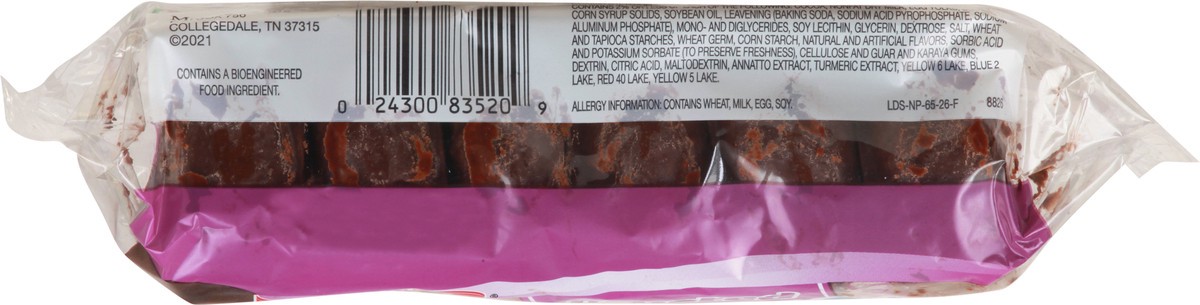 COLLEGEDALE, TN 37315
©2021
CONTAINS A BIOENGINEERED
FOOD INGREDIENT.
0 24300 83520 9
CORN SYRUP SOLIDS, SOYBEAN OIL, LEAVENING (BAKING SODA, SODIUM ACID PYROPHOSPHATE, SODIUM
ALUMINUM PHOSPHATE), MONO- AND DIGLYCERIDES, SOY LECITHIN, GLYCERIN, DEXTROSE, SALT, WHEAT
AND TAPIOCA STARCHES, WHEAT GERM, CORN STARCH, NATURAL AND ARTIFICIAL FLAVORS, SORBIC ACID
AND POTASSIUM SORBATE (TO PRESERVE FRESHNESS), CELLULOSE AND GUAR AND KARAYA GUMS,
DEXTRIN, CITRIC ACID, MALTODEXTRIN, ANNATTO EXTRACT, TURMERIC EXTRACT, YELLOW 6 LAKE, BLUE 2
LAKE, RED 40 LAKE, YELLOW 5 LAKE.
ALLERGY INFORMATION: CONTAINS WHEAT, MILK, EGG, SOY.
LDS-NP-65-26-F 8826